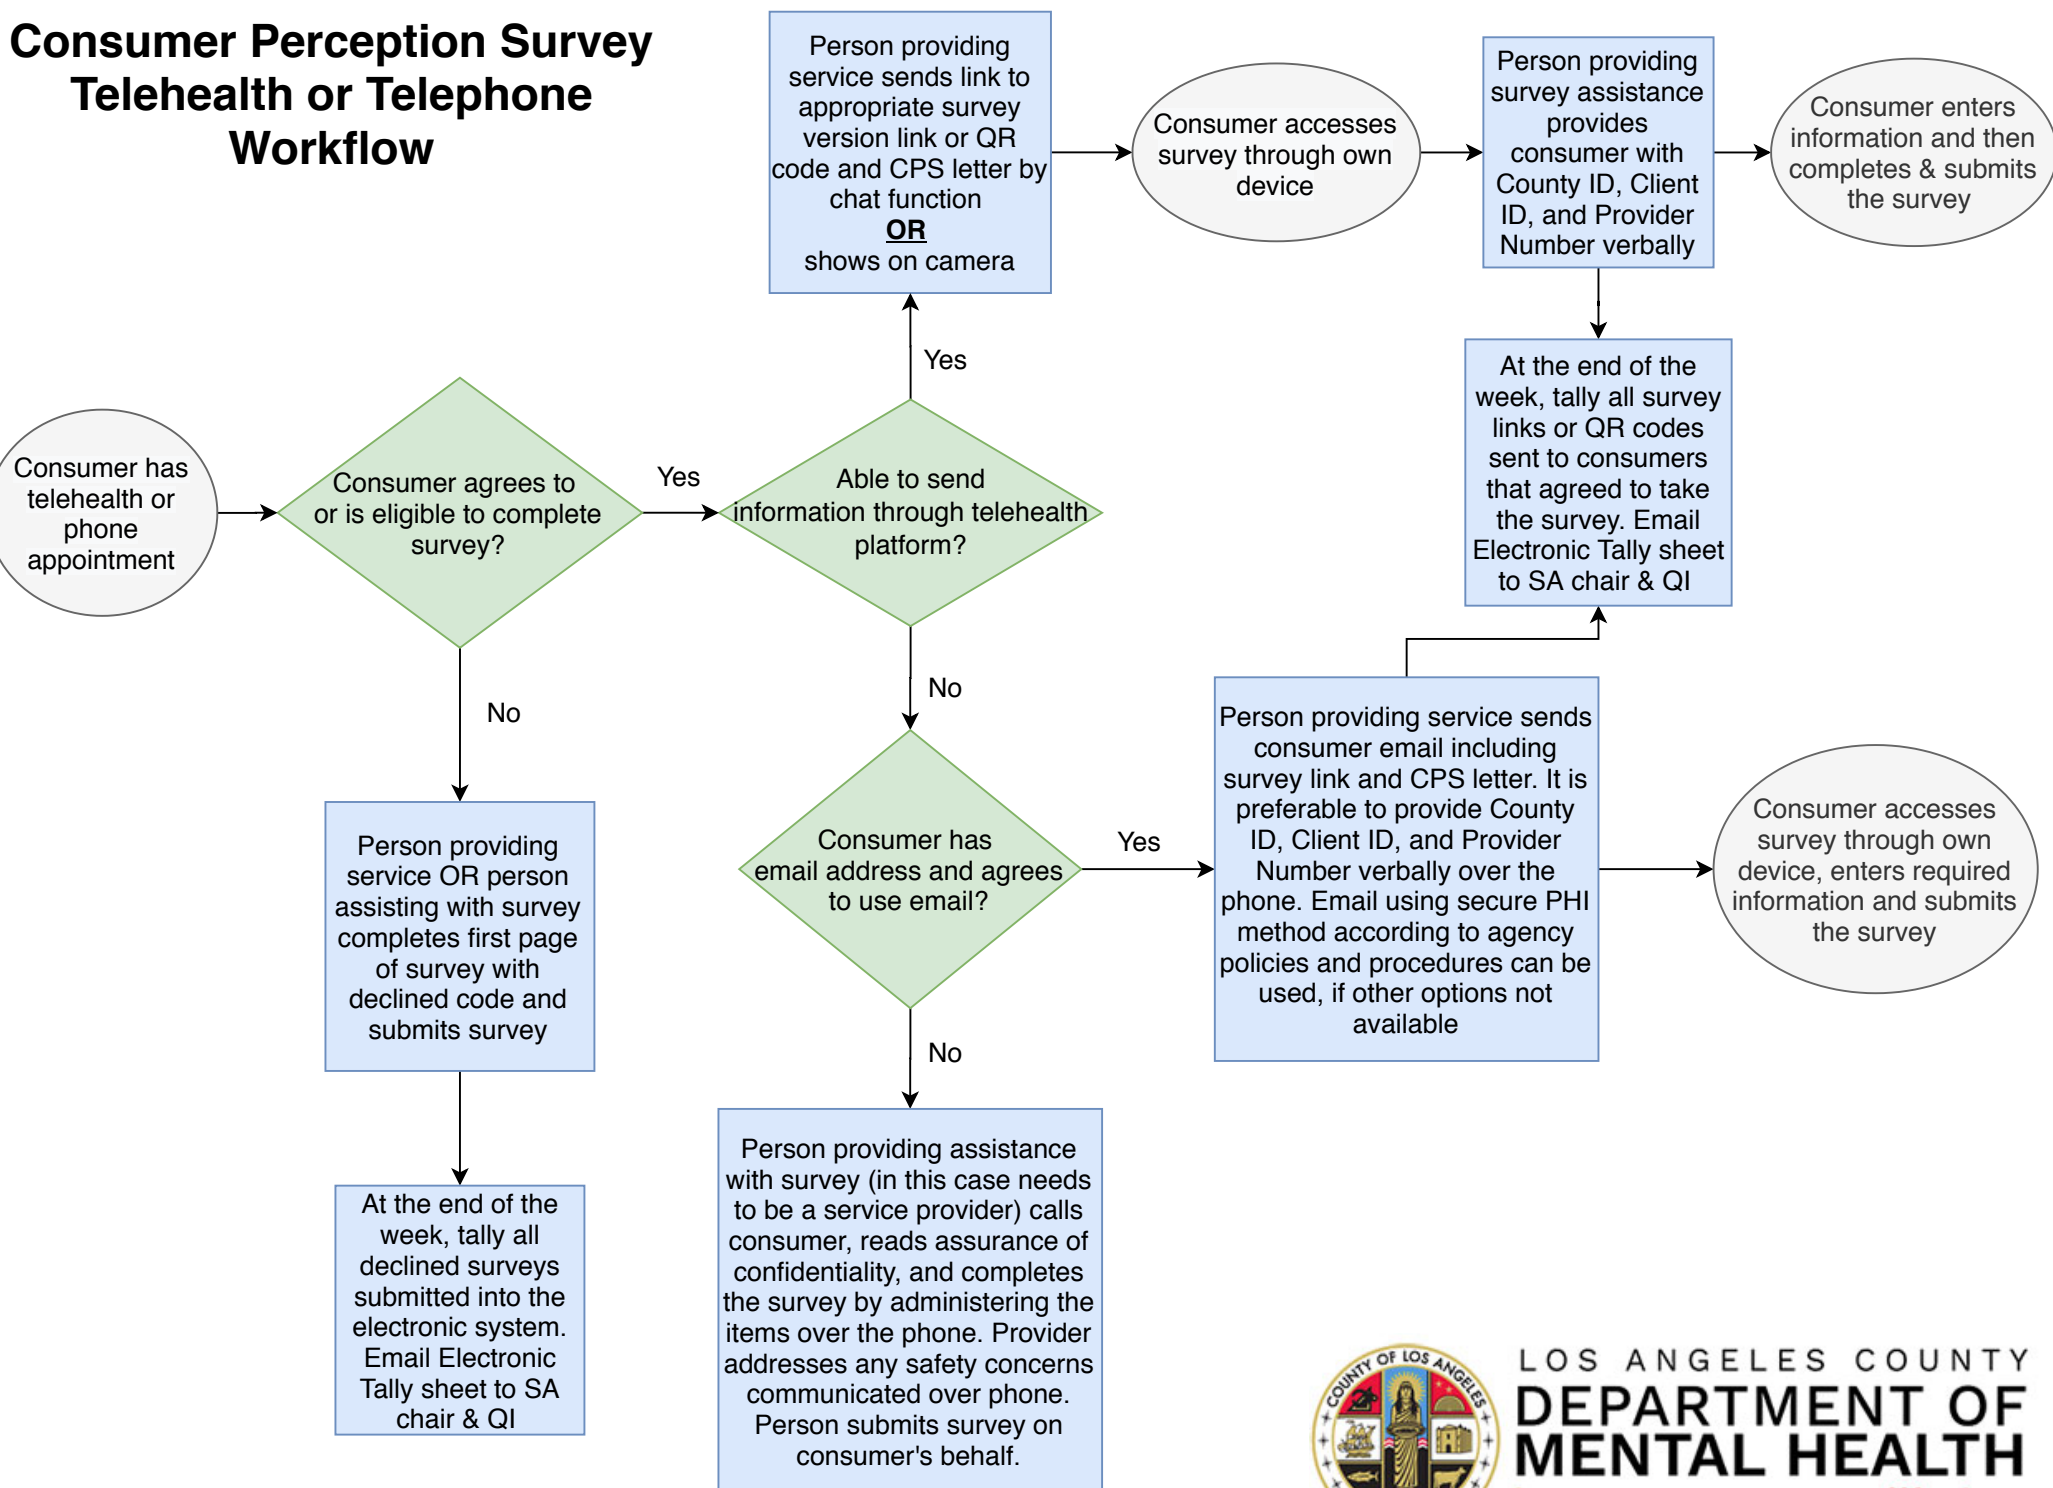 Consumer Perception Survey
Telehealth or Telephone
Workflow
Person providing
service sends link to
appropriate survey
version link or QR
code and CPS letter by
chat function
OR
shows on camera
Consumer accesses
survey through own
device
Person providing
survey assistance
provides
consumer with
County ID, Client
ID, and Provider
Number verbally
Consumer enters
information and then
completes & submits
the survey
Yes
At the end of the
week, tally all survey
links or QR codes
sent to consumers
that agreed to take
the survey. Email
Electronic Tally sheet
to SA chair & QI
Consumer has
telehealth or
phone
appointment
Consumer agrees to
or is eligible to complete
survey?
Yes
Able to send
information through telehealth
platform?
No
No
Person providing
service OR person
assisting with survey
completes first page
of survey with
declined code and
submits survey
Consumer has
email address and agrees
to use email?
Yes
Person providing service sends
consumer email including
survey link and CPS letter. It is
preferable to provide County
ID, Client ID, and Provider
Number verbally over the
phone. Email using secure PHI
method according to agency
policies and procedures can be
used, if other options not
available
Consumer accesses
survey through own
device, enters required
information and submits
the survey
No
At the end of the
week, tally all
declined surveys
submitted into the
electronic system.
Email Electronic
Tally sheet to SA
chair & QI
Person providing assistance
with survey (in this case needs
to be a service provider) calls
consumer, reads assurance of
confidentiality, and completes
the survey by administering the
items over the phone. Provider
addresses any safety concerns
communicated over phone.
Person submits survey on
consumer's behalf.
COUNTY OF LOS ANGELES
LOS ANGELES COUNTY
DEPARTMENT OF
MENTAL HEALTH